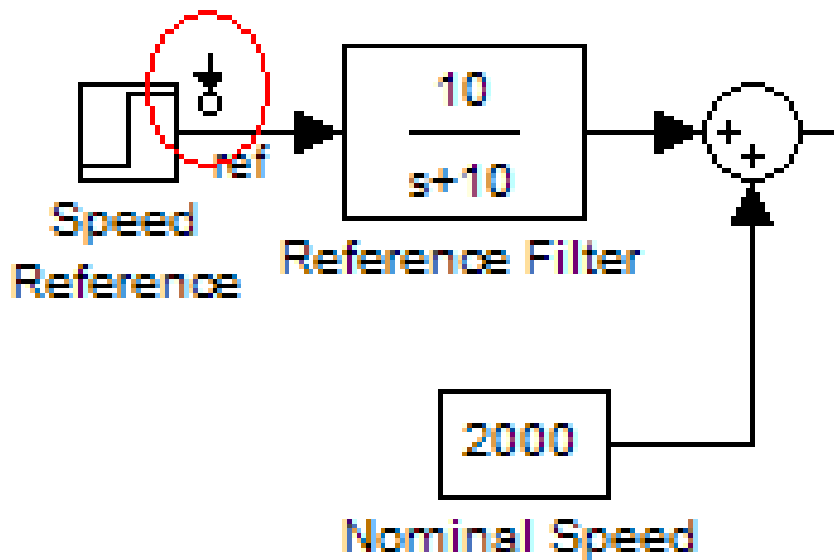 10
s+10
ref
Speed
Reference
Reference Filter
+
+
2000
Nominal Speed